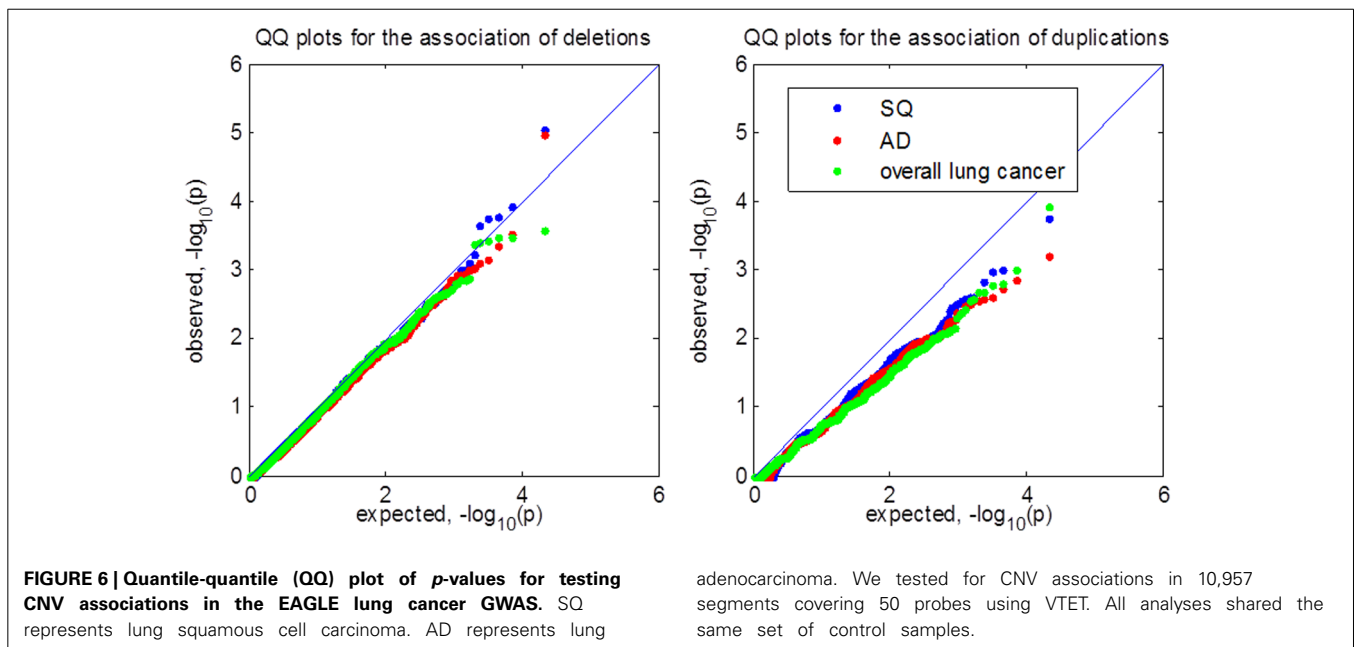 QQ plots for the association of deletions
6
5
4
3
2
1
0
observed, -log10(p)
0 2 4 6
expected, -log10(p)
QQ plots for the association of duplications
SQ
AD
overall lung cancer
6
5
4
3
2
1
0
observed, -log10(p)
0 2 4 6
expected, -log10(p)
FIGURE 6 | Quantile-quantile (QQ) plot of p-values for testing
CNV associations in the EAGLE lung cancer GWAS. SQ
represents lung squamous cell carcinoma. AD represents lung
adenocarcinoma. We tested for CNV associations in 10,957
segments covering 50 probes using VTET. All analyses shared the
same set of control samples.